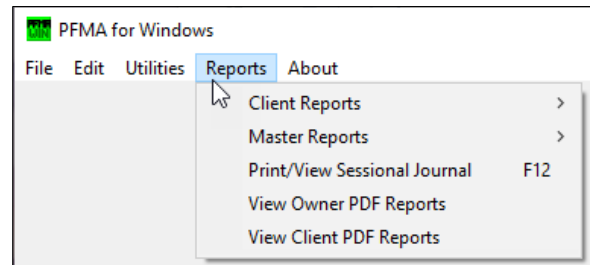 PFMA for Windows
File Edit Utilities Reports About
Client Reports >
Master Reports >
Print/View Sessional Journal F12
View Owner PDF Reports
View Client PDF Reports